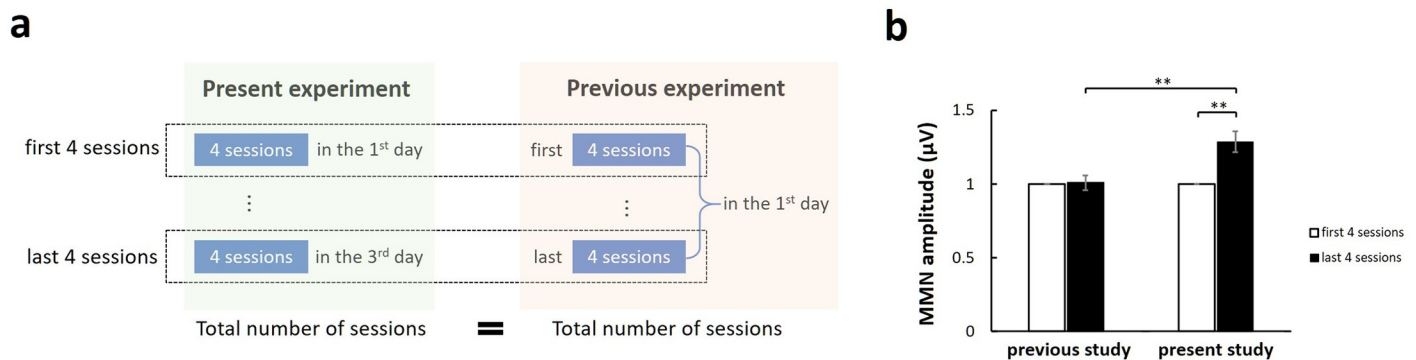 a
Present experiment
Previous experiment
first 4 sessions
4 sessions
in the 1st day
first
4 sessions
⋮
⋮
in the 1st day
last 4 sessions
4 sessions
in the 3rd day
last
4 sessions
Total number of sessions
=
Total number of sessions
b
**
**
MMN amplitude (μV)
1.5
1
0.5
0
previous study
present study
first 4 sessions
last 4 sessions